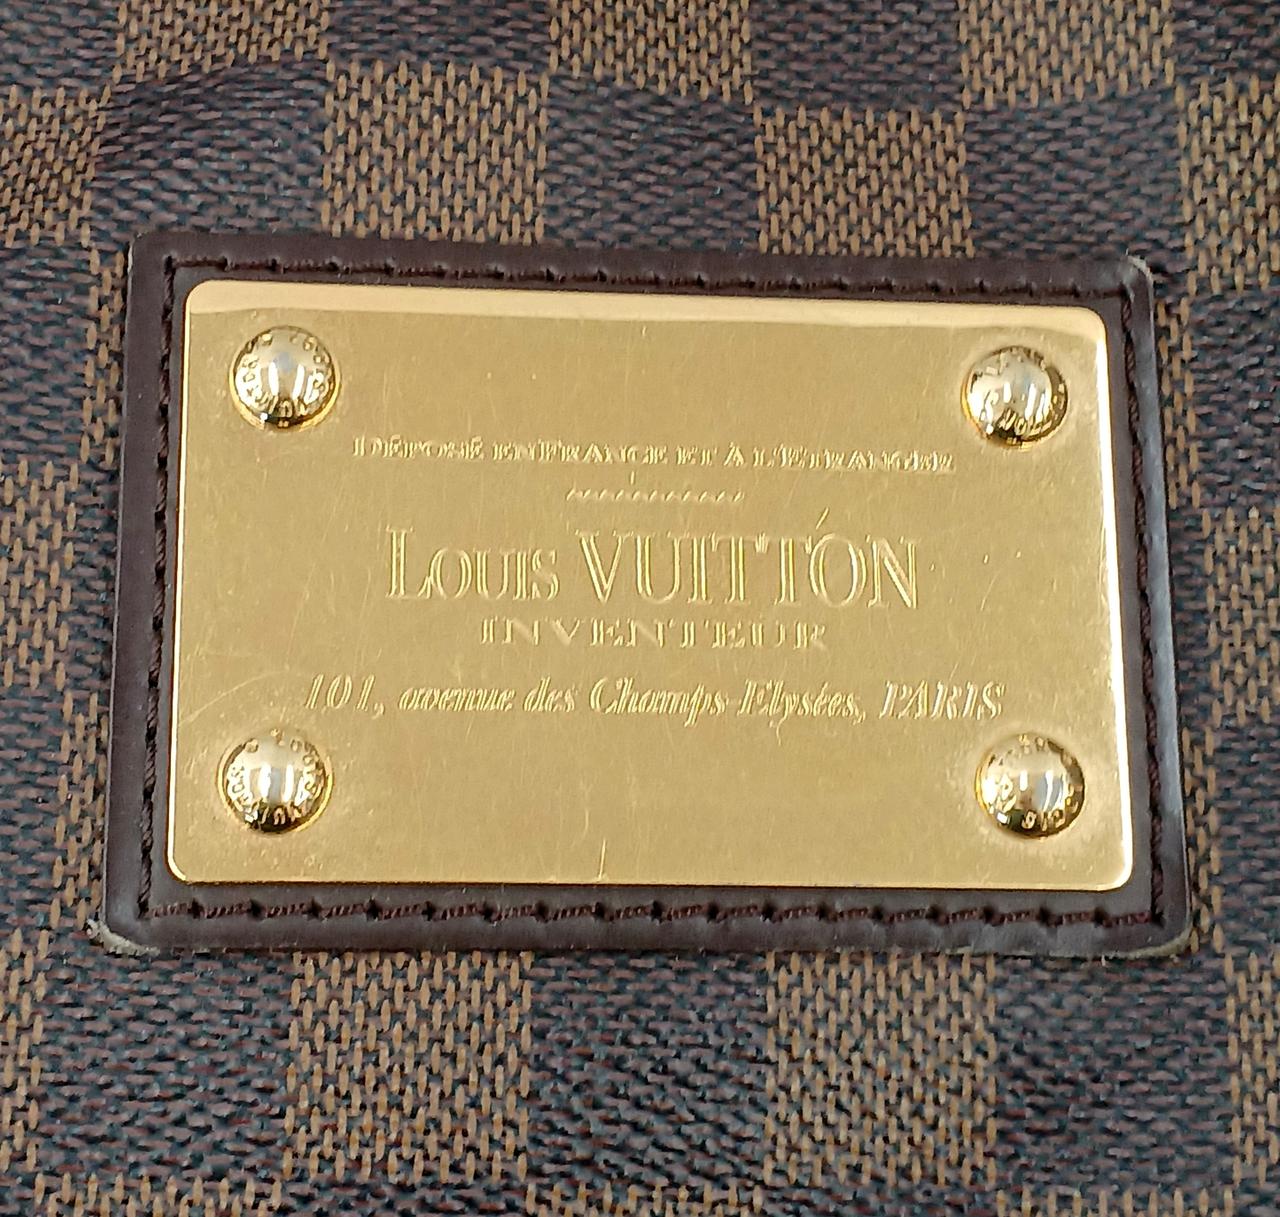 DÉPOSÉ EN FRANCE ET À L'ÉTRANGER
LOUIS VUITTON
INVENTEUR
101, avenue des Champs Elysées, PARIS